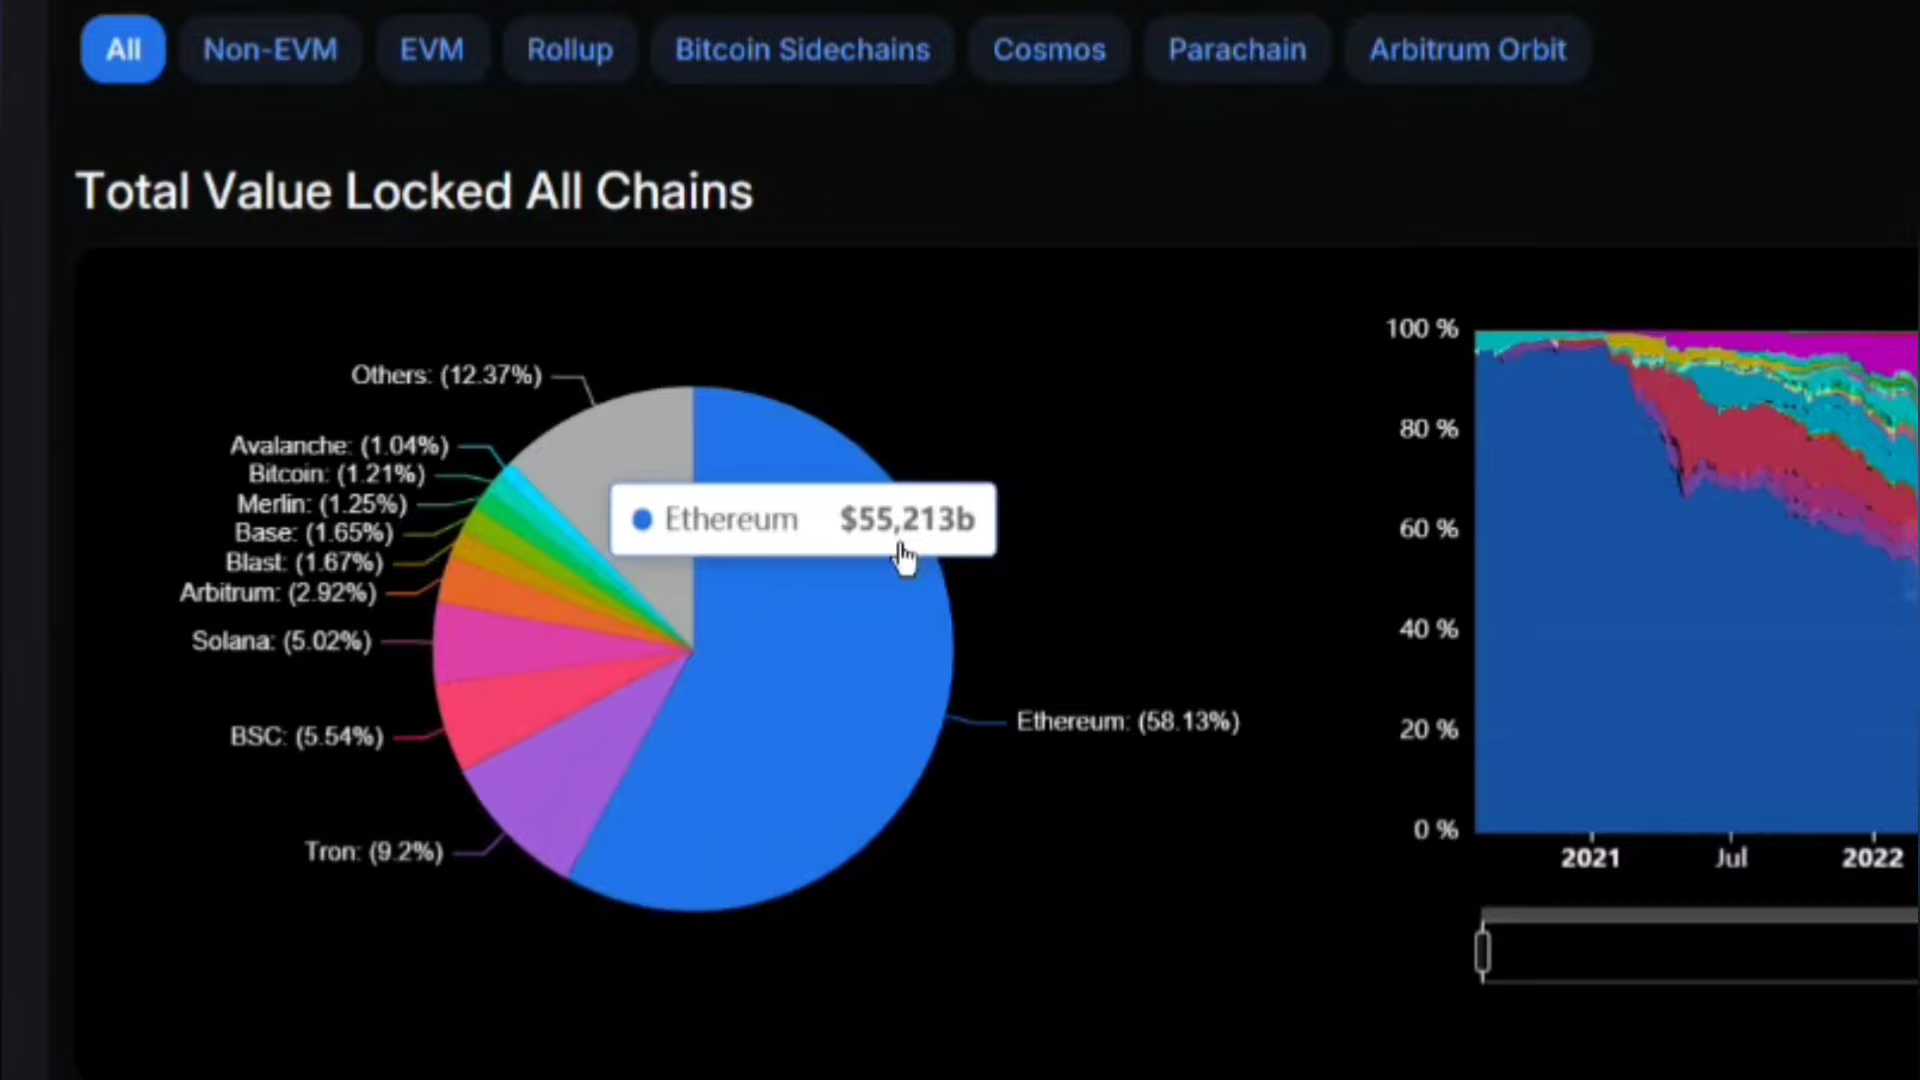 All Non-EVM EVM Rollup Bitcoin Sidechains Cosmos Parachain Arbitrum Orbit
Total Value Locked All Chains
Others: (12.37%)
Avalanche: (1.04%)
Bitcoin: (1.21%)
Merlin: (1.25%)
Base: (1.65%)
Blast: (1.67%)
Arbitrum: (2.92%)
Solana: (5.02%)
BSC: (5.54%)
Tron: (9.2%)
Ethereum $55,213b
Ethereum: (58.13%)
100 %
80 %
60 %
40 %
20 %
0 %
2021 Jul 2022